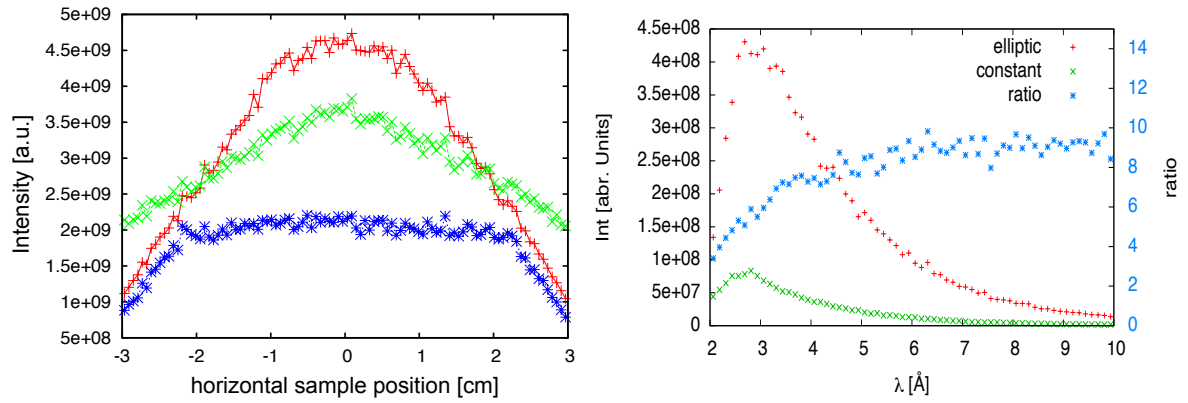 5e+09
4.5e+09
4e+09
3.5e+09
3e+09
2.5e+09
2e+09
1.5e+09
1e+09
5e+08
Intensity [a.u.]
-3 -2 -1 0 1 2 3
horizontal sample position [cm]
4.5e+08
4e+08
3.5e+08
3e+08
2.5e+08
2e+08
1.5e+08
1e+08
5e+07
0
Int [abr. Units]
elliptic
constant
ratio
14
12
10
8
6
4
2
0
ratio
2 3 4 5 6 7 8 9 10
λ [Å]